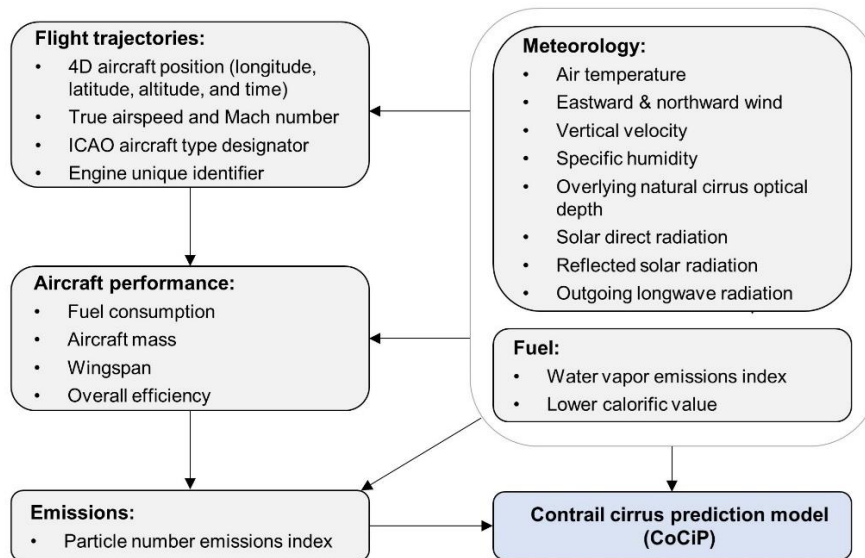 Flight trajectories:
• 4D aircraft position (longitude,
latitude, altitude, and time)
• True airspeed and Mach number
• ICAO aircraft type designator
• Engine unique identifier
Aircraft performance:
• Fuel consumption
• Aircraft mass
• Wingspan
• Overall efficiency
Emissions:
• Particle number emissions index
Meteorology:
• Air temperature
• Eastward & northward wind
• Vertical velocity
• Specific humidity
• Overlying natural cirrus optical
depth
• Solar direct radiation
• Reflected solar radiation
• Outgoing longwave radiation
Fuel:
• Water vapor emissions index
• Lower calorific value
Contrail cirrus prediction model
(CoCiP)